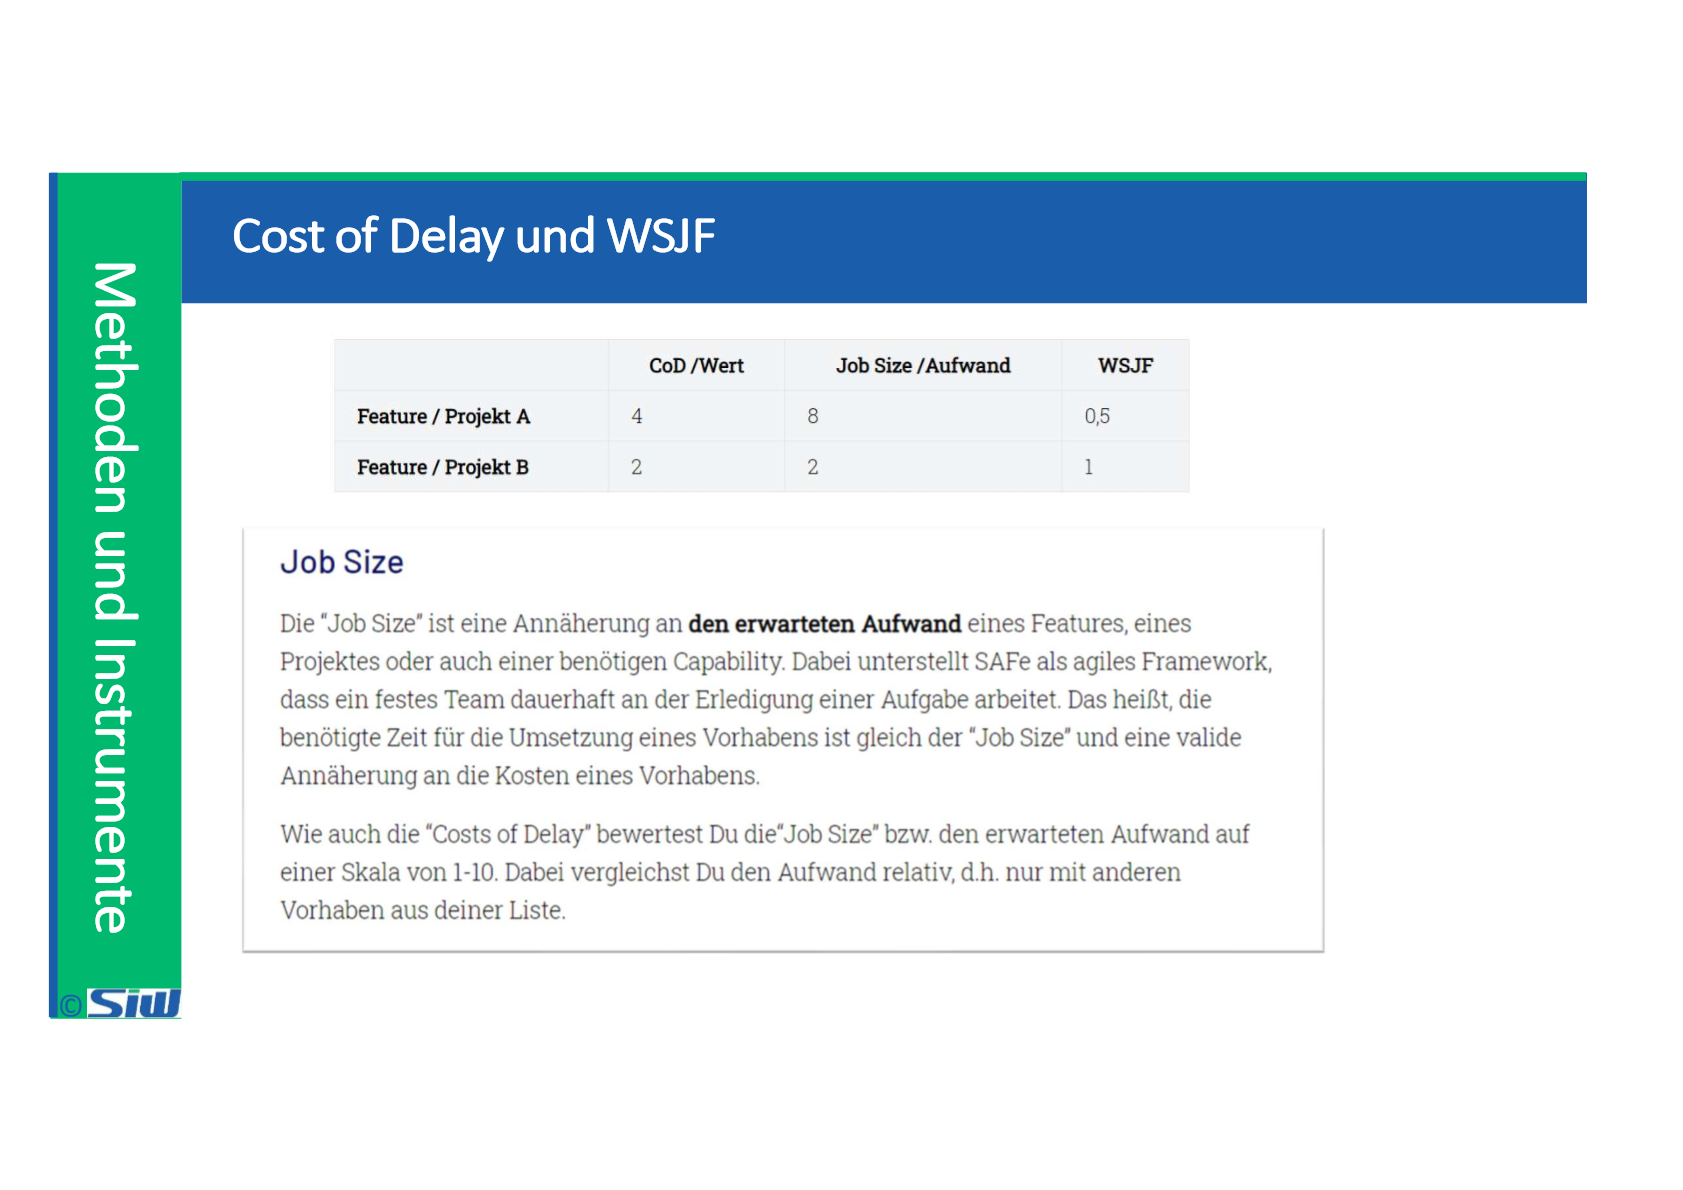 Cost of Delay und WSJF
Methoden und Instrumente
CoD /Wert Job Size /Aufwand WSJF
Feature / Projekt A 4 8 0,5
Feature / Projekt B 2 2 1
Job Size
Die “Job Size” ist eine Annäherung an den erwarteten Aufwand eines Features, eines
Projektes oder auch einer benötigen Capability. Dabei unterstellt SAFe als agiles Framework,
dass ein festes Team dauerhaft an der Erledigung einer Aufgabe arbeitet. Das heißt, die
benötigte Zeit für die Umsetzung eines Vorhabens ist gleich der “Job Size” und eine valide
Annäherung an die Kosten eines Vorhabens.
Wie auch die “Costs of Delay” bewertest Du die“Job Size” bzw. den erwarteten Aufwand auf
einer Skala von 1-10. Dabei vergleichst Du den Aufwand relativ, d.h. nur mit anderen
Vorhaben aus deiner Liste.
© SiW